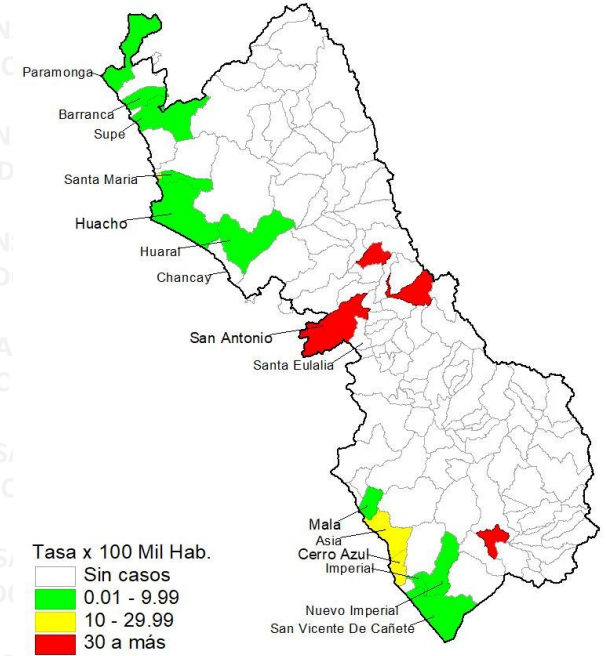 Paramonga
Barranca
Supe
Santa Maria
Huacho
Huaral
Chancay
San Antonio
Santa Eulalia
Mala
Asia
Cerro Azul
Imperial
Nuevo Imperial
San Vicente De Cañete
Tasa x 100 Mil Hab.
Sin casos
0.01 - 9.99
10 - 29.99
30 a más